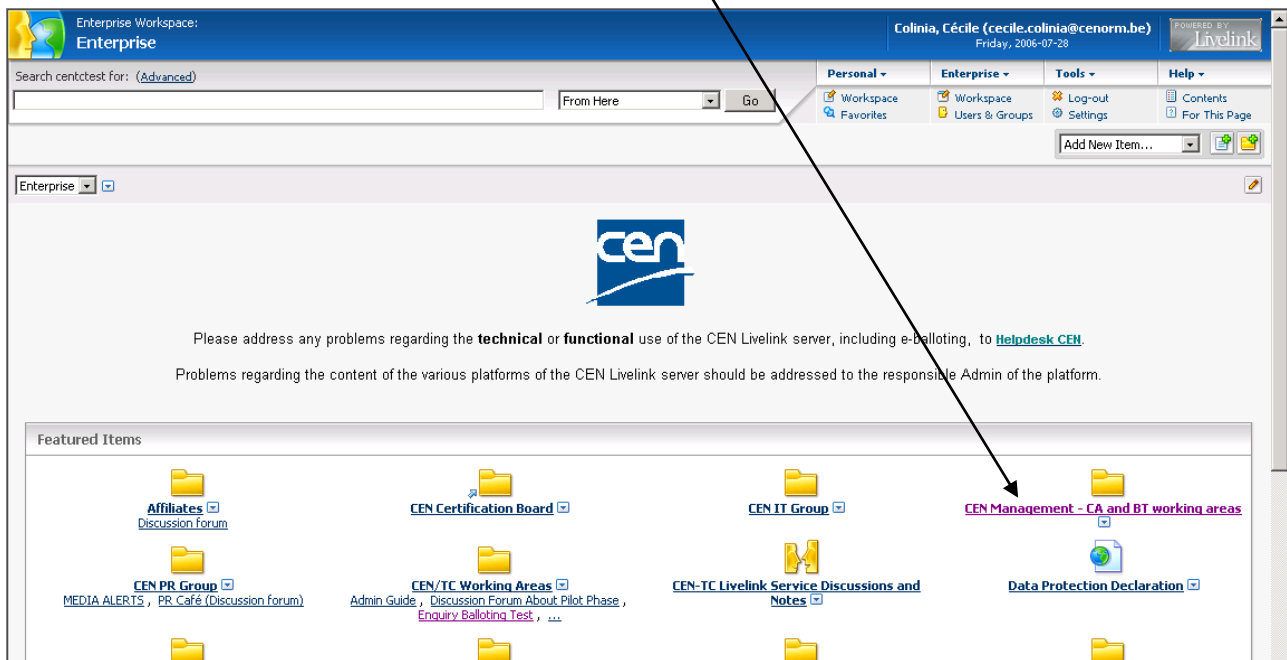 Enterprise Workspace:
Enterprise
Colinia, Cécile (cecile.colinia@cenorm.be)
Friday, 2006-07-28
POWERED BY
Livelink
Search centctest for: (Advanced)
From Here
Go
Personal
Enterprise
Tools
Help
Workspace
Workspace
Log-out
Contents
Favorites
Users & Groups
Settings
For This Page
Add New Item...
Enterprise
cen
Please address any problems regarding the technical or functional use of the CEN Livelink server, including e-balloting, to Helpdesk CEN.
Problems regarding the content of the various platforms of the CEN Livelink server should be addressed to the responsible Admin of the platform.
Featured Items
Affiliates
Discussion forum
CEN Certification Board
CEN IT Group
CEN Management - CA and BT working areas
CEN PR Group
MEDIA ALERTS , PR Café (Discussion forum)
CEN/TC Working Areas
Admin Guide , Discussion Forum About Pilot Phase ,
Enquiry Balloting Test , ...
CEN-TC Livelink Service Discussions and
Notes
Data Protection Declaration